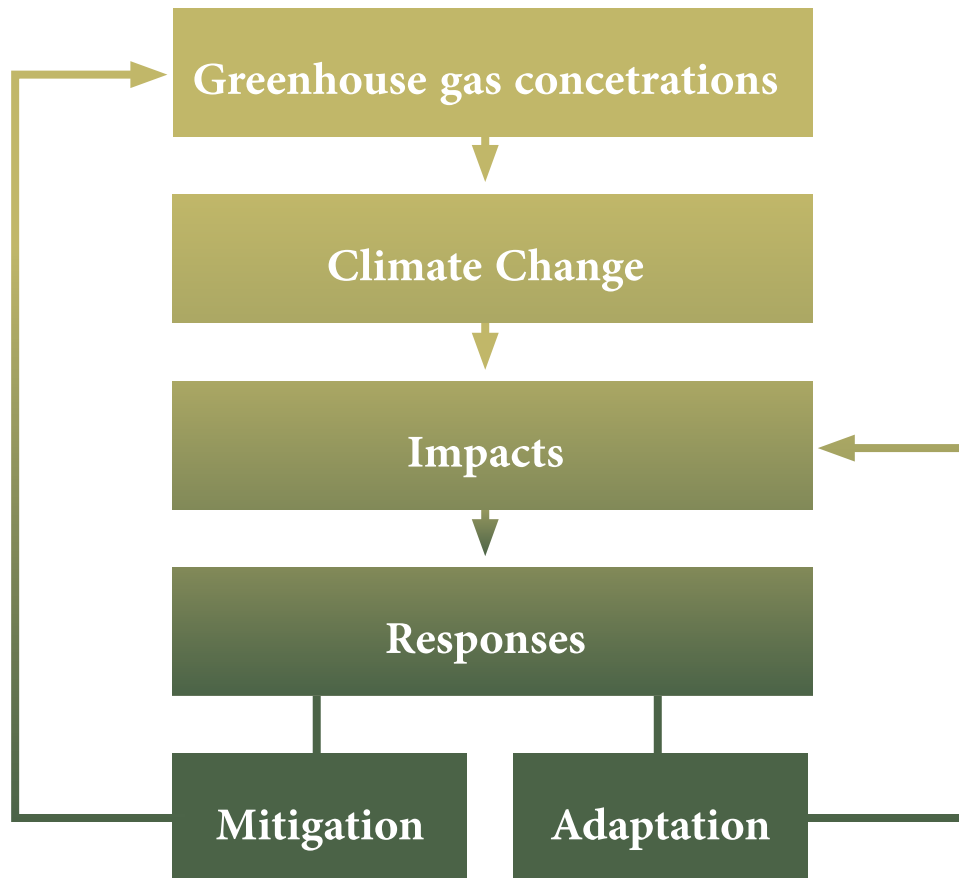 Greenhouse gas concetrations
Climate Change
Impacts
Responses
Mitigation
Adaptation